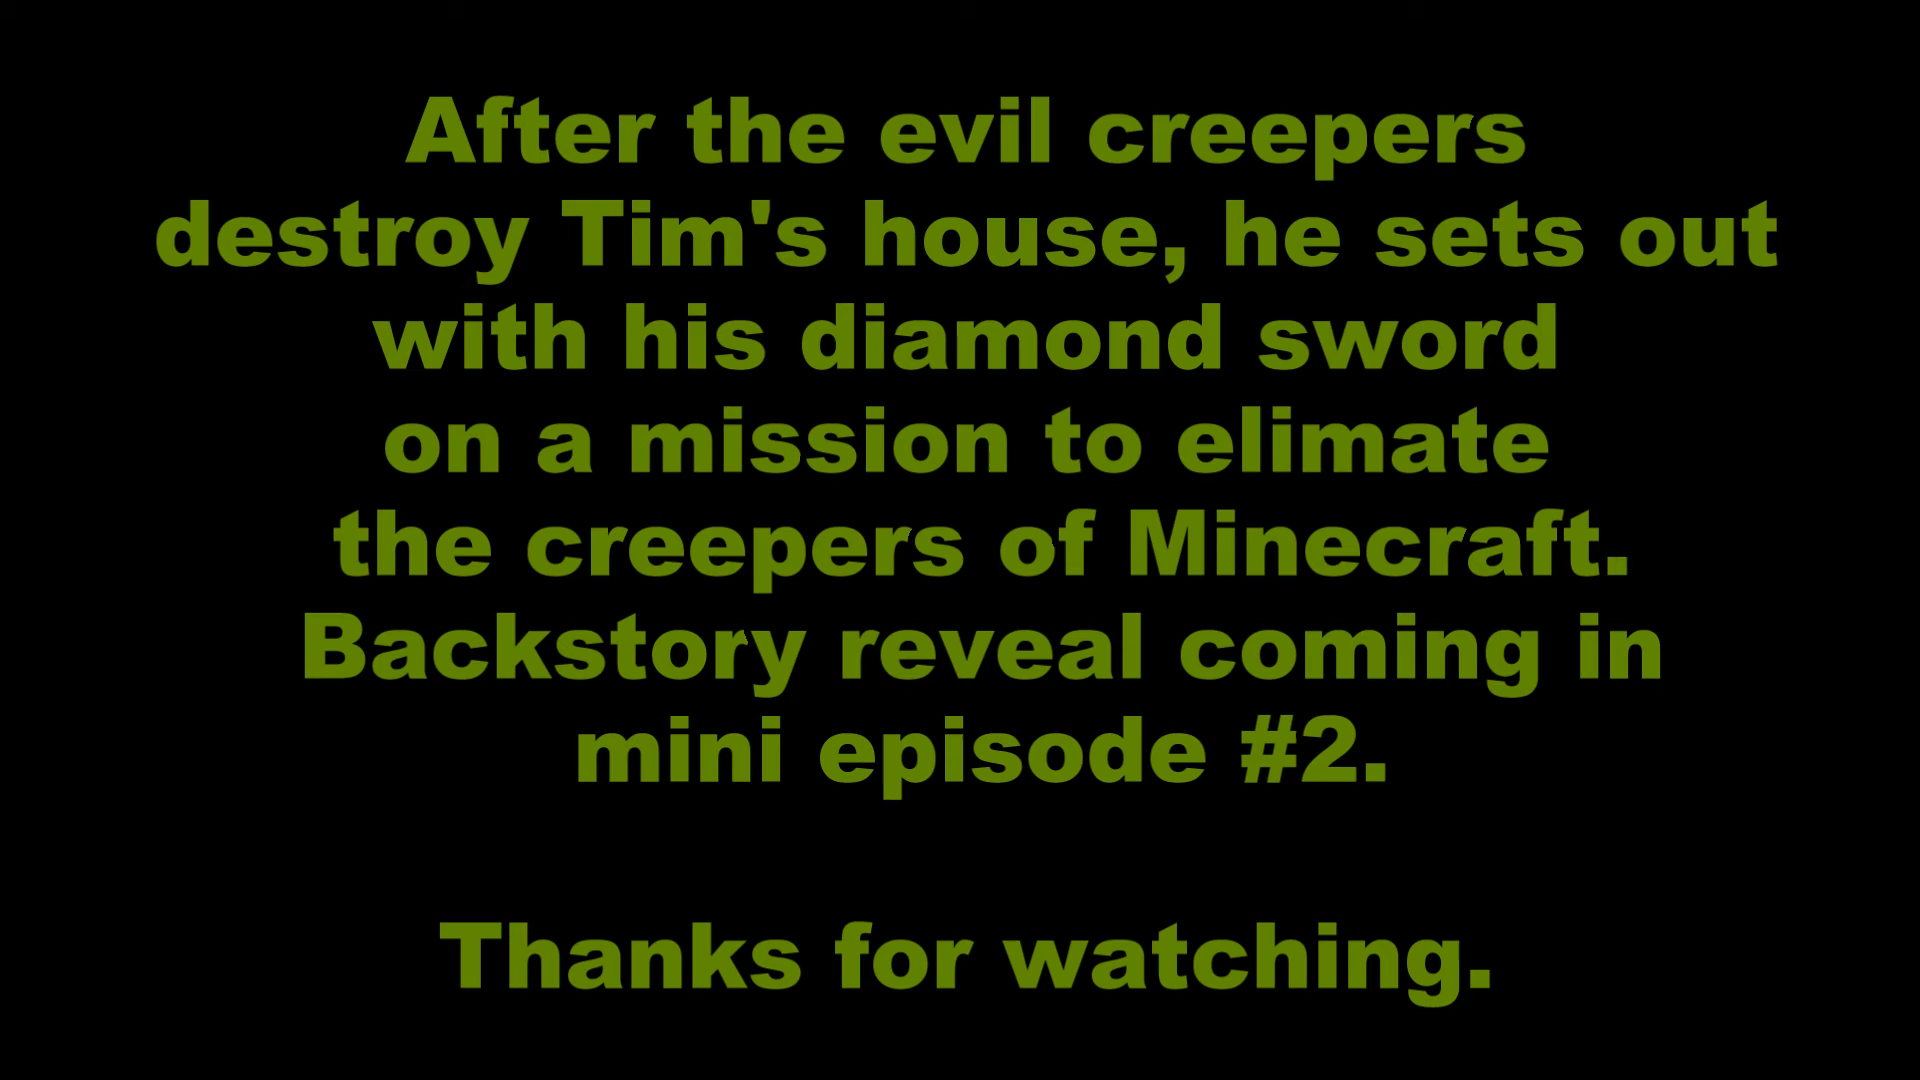 After the evil creepers
destroy Tim's house, he sets out
with his diamond sword
on a mission to elimate
the creepers of Minecraft.
Backstory reveal coming in
mini episode #2.
Thanks for watching.